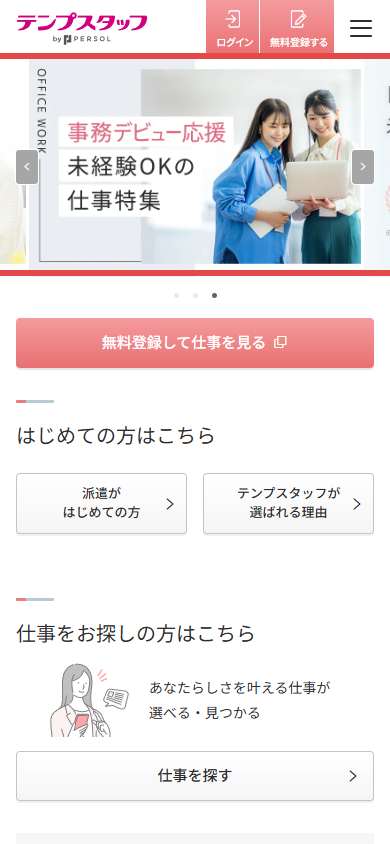 テンプスタッフ
by PERSOL
ログイン
無料登録する
OFFICE WORK
事務デビュー応援
未経験OKの
仕事特集
無料登録して仕事を見る
はじめての方はこちら
派遣が
はじめての方
テンプスタッフが
選ばれる理由
仕事をお探しの方はこちら
あなたらしさを叶える仕事が
選べる・見つかる
仕事を探す